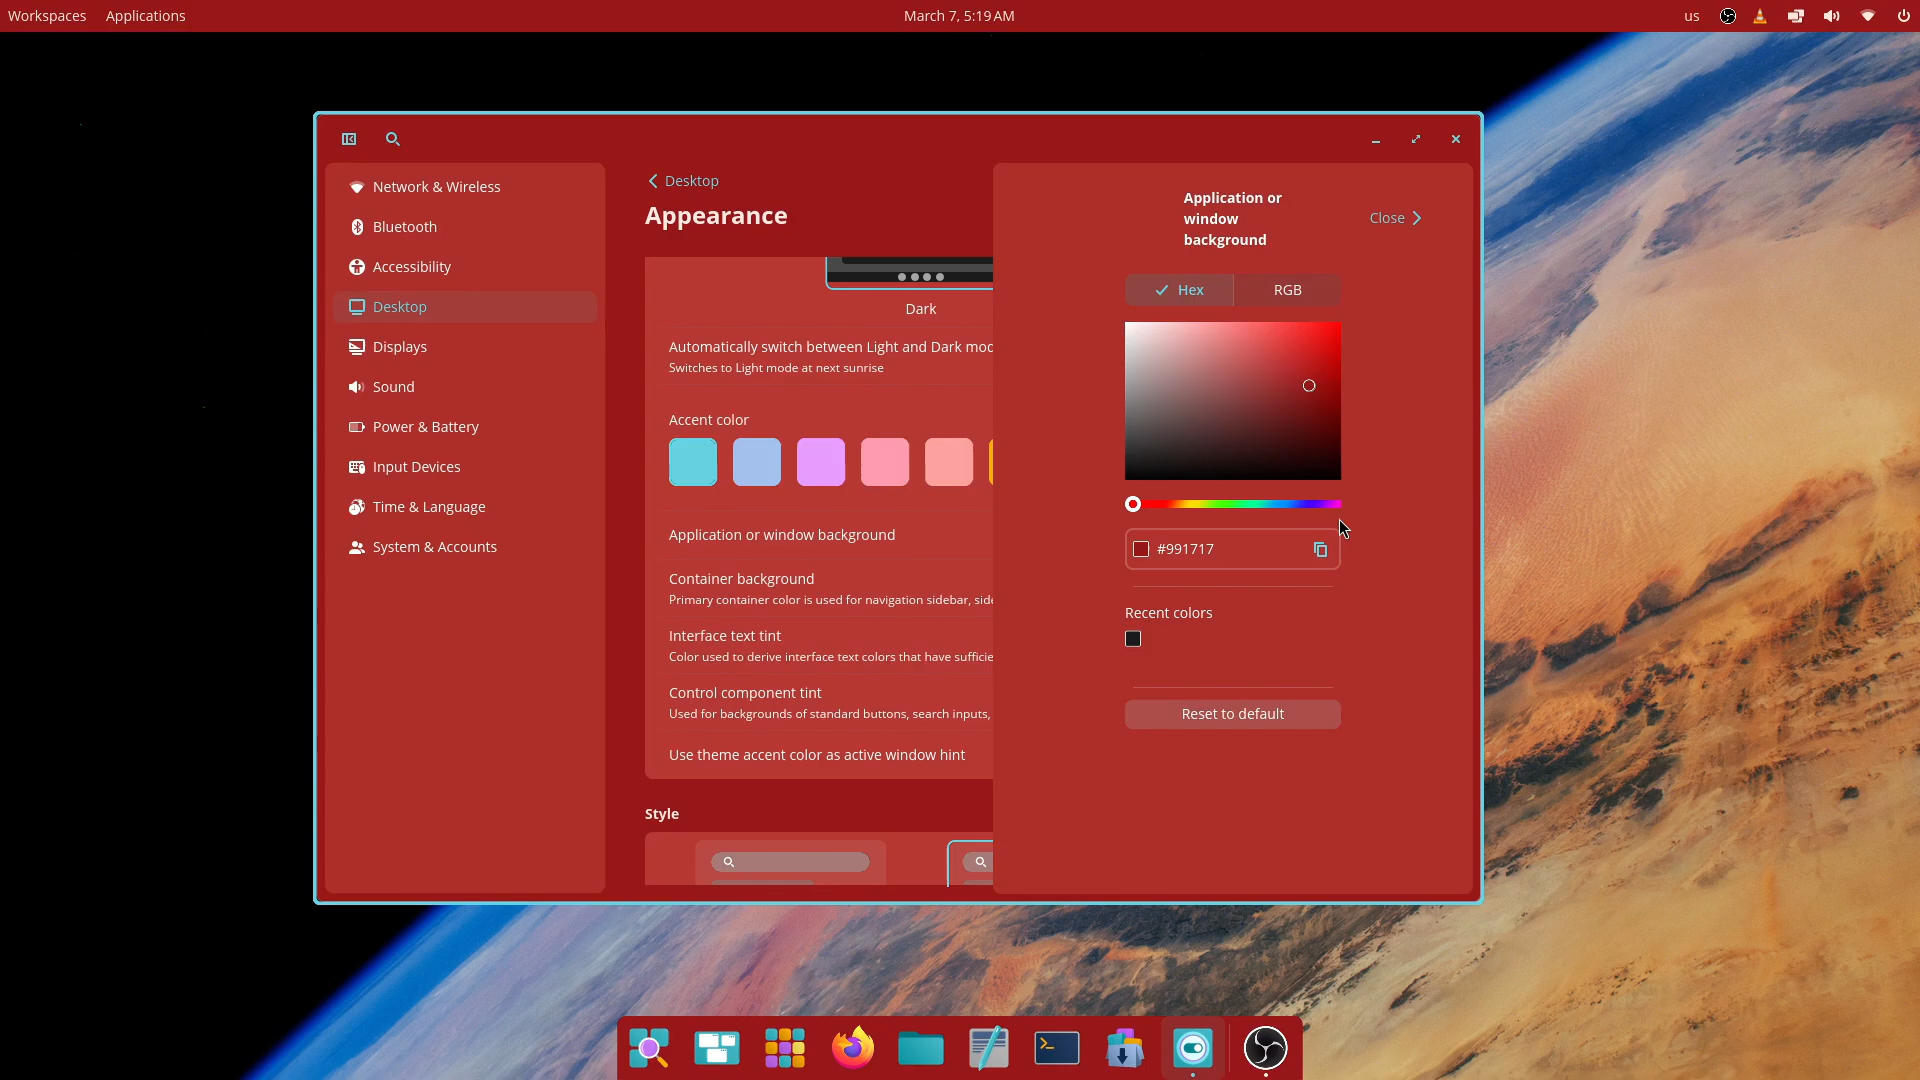 Workspaces Applications March 7, 5:19 AM us
Network & Wireless
Bluetooth
Accessibility
Desktop
Displays
Sound
Power & Battery
Input Devices
Time & Language
System & Accounts
Desktop
Appearance
Dark
Automatically switch between Light and Dark mod
Switches to Light mode at next sunrise
Accent color
Application or window background
Container background
Primary container color is used for navigation sidebar, side
Interface text tint
Color used to derive interface text colors that have sufficie
Control component tint
Used for backgrounds of standard buttons, search inputs,
Use theme accent color as active window hint
Style
Application or
window
background
Close
Hex RGB
#991717
Recent colors
Reset to default